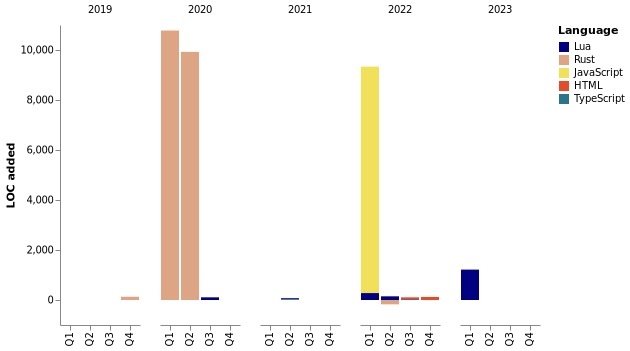 2019 2020 2021 2022 2023
Language
Lua
Rust
JavaScript
HTML
TypeScript
LOC added
10,000
8,000
6,000
4,000
2,000
0
Q1 Q2 Q3 Q4 Q1 Q2 Q3 Q4 Q1 Q2 Q3 Q4 Q1 Q2 Q3 Q4 Q1 Q2 Q3 Q4